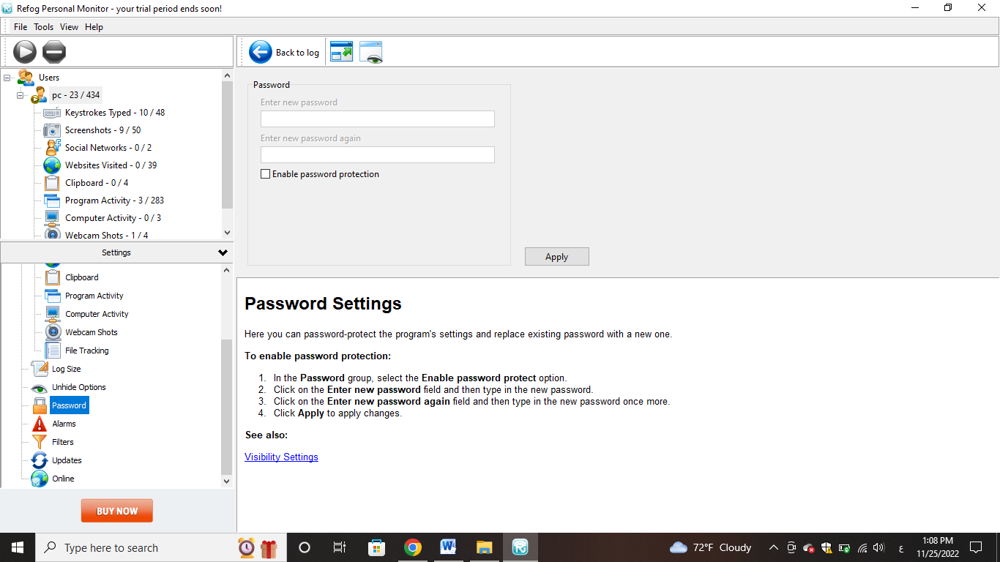 Refog Personal Monitor - your trial period ends soon!
File Tools View Help
Back to log
Users
pc - 23 / 434
Keystrokes Typed - 10 / 48
Screenshots - 9 / 50
Social Networks - 0 / 2
Websites Visited - 0 / 39
Clipboard - 0 / 4
Program Activity - 3 / 283
Computer Activity - 0 / 3
Webcam Shots - 1 / 4
Settings
Clipboard
Program Activity
Computer Activity
Webcam Shots
File Tracking
Log Size
Unhide Options
Password
Alarms
Filters
Updates
Online
BUY NOW
Password
Enter new password
Enter new password again
Enable password protection
Apply
Password Settings
Here you can password-protect the program's settings and replace existing password with a new one.
To enable password protection:
1. In the Password group, select the Enable password protect option.
2. Click on the Enter new password field and then type in the new password.
3. Click on the Enter new password again field and then type in the new password once more.
4. Click Apply to apply changes.
See also:
Visibility Settings
Type here to search
72°F Cloudy
ع
1:08 PM
11/25/2022